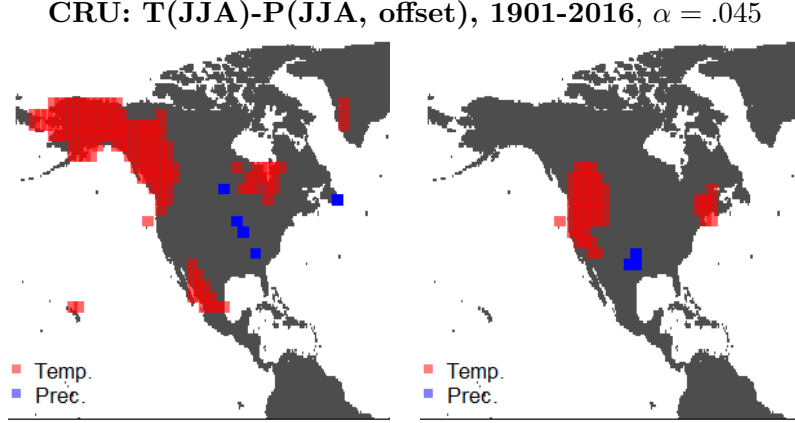 CRU: T(JJA)-P(JJA, offset), 1901-2016, α = .045
Temp.
Prec.
Temp.
Prec.